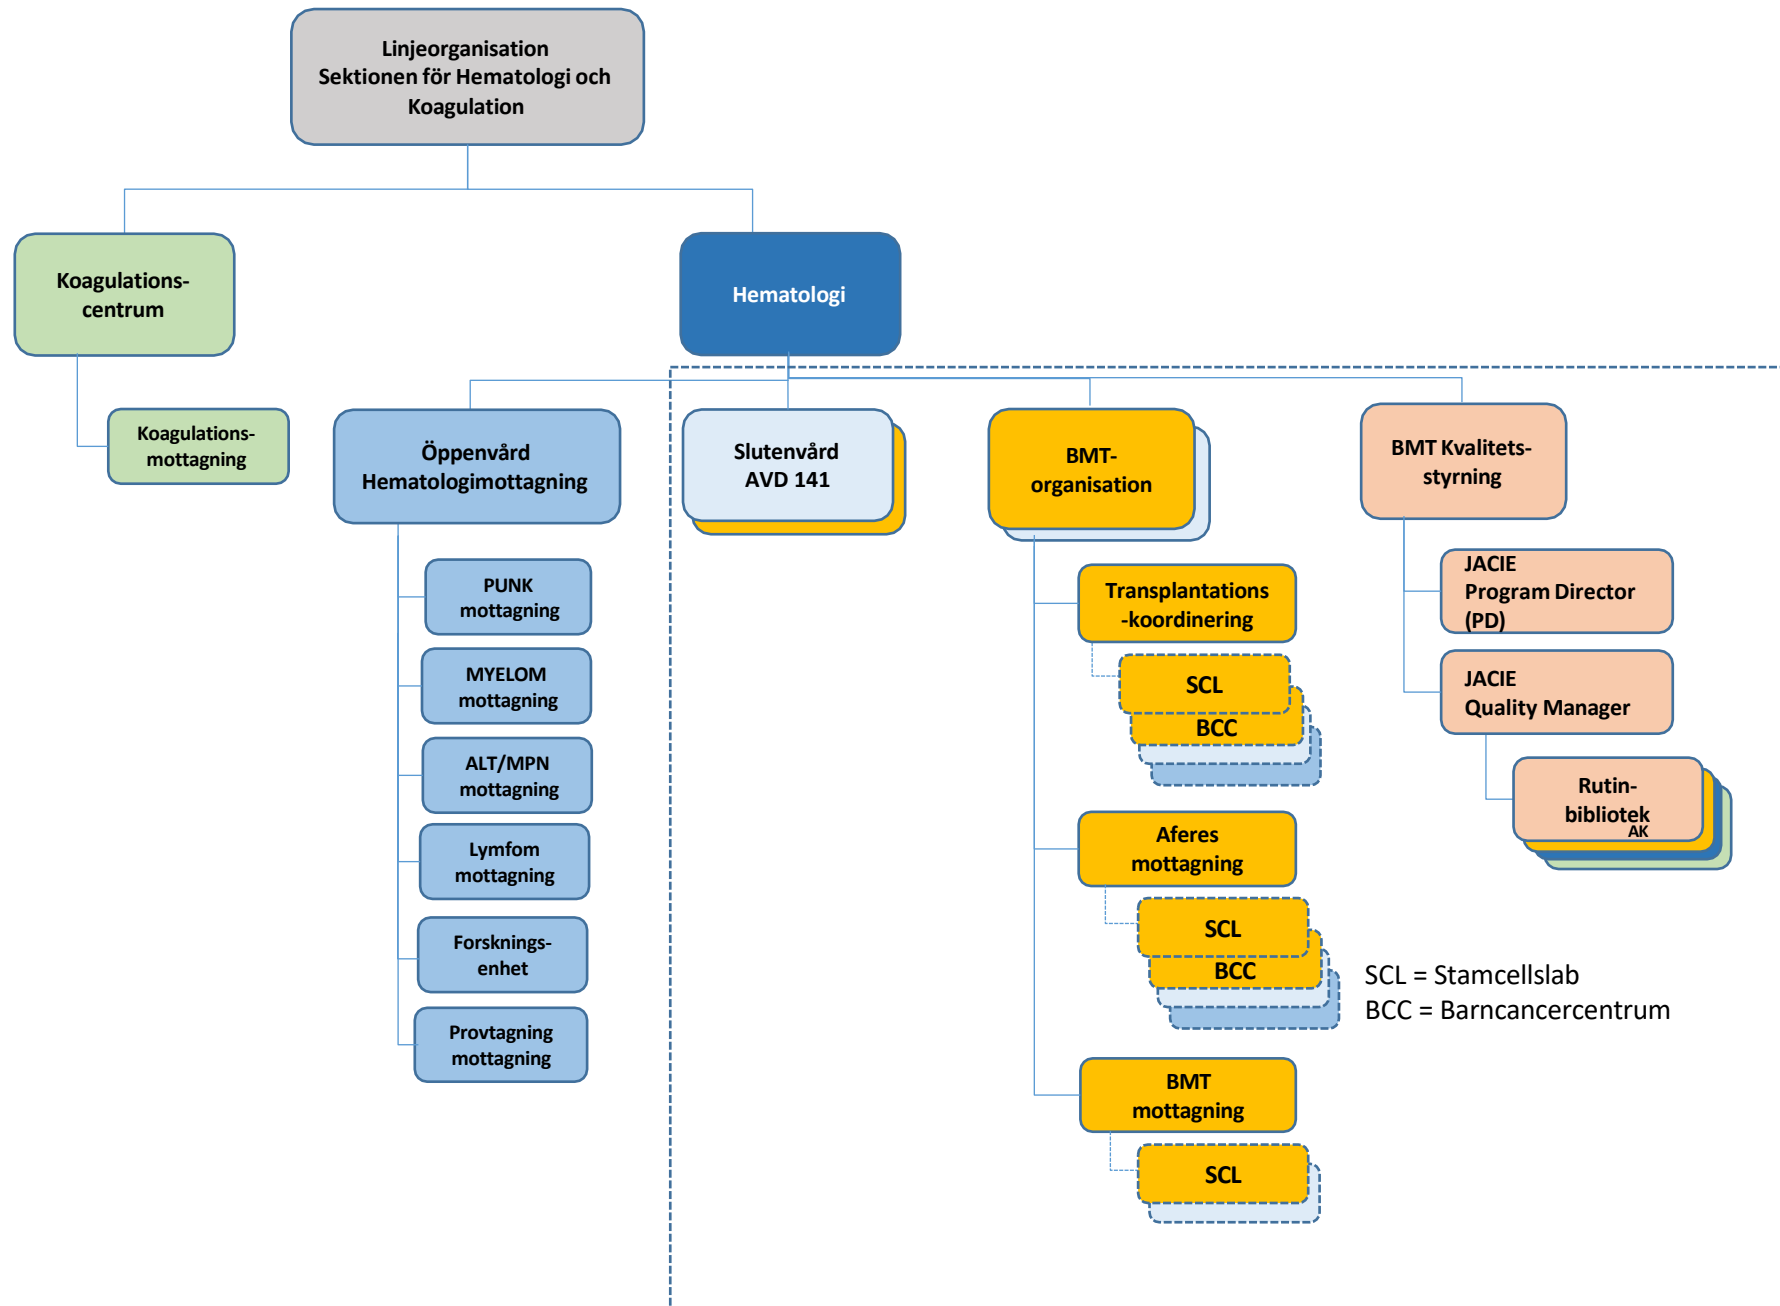 Linjeorganisation
Sektionen för Hematologi och
Koagulation
Koagulations-
centrum
Hematologi
Koagulations-
mottagning
Öppenvård
Hematologimottagning
Slutenvård
AVD 141
BMT-
organisation
BMT Kvalitets-
styrning
PUNK
mottagning
MYELOM
mottagning
ALT/MPN
mottagning
Lymfom
mottagning
Forsknings-
enhet
Provtagning
mottagning
Transplantations
-koordinering
SCL
BCC
Aferes
mottagning
SCL
BCC
BMT
mottagning
SCL
JACIE
Program Director
(PD)
JACIE
Quality Manager
Rutin-
bibliotek
AK
SCL = Stamcellslab
BCC = Barncancercentrum